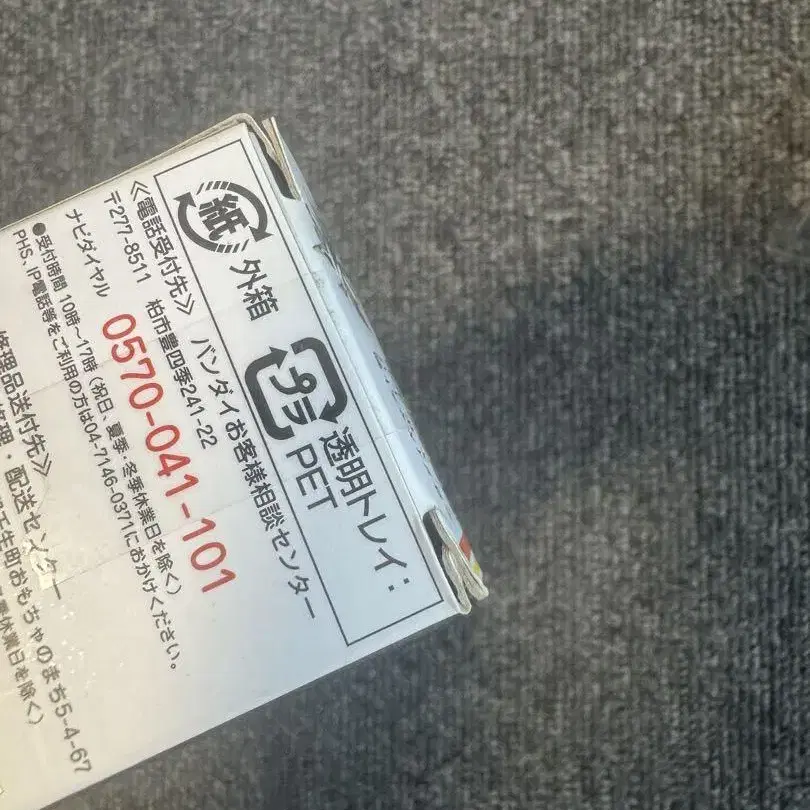 紙 外箱
プラ 透明トレイ：
PET
≪電話受付先≫ バンダイお客様相談センター
〒277-8511 柏市豊四季241-22
ナビダイヤル 0570-041-101
●受付時間 10時〜17時（祝日、夏季・冬季休業日を除く）
PHS、IP電話等をご利用の方は04-7146-0371におかけください。
修理品送付先≫
修理・配送センター
壬生町おもちゃのまち5-4-67
季休業日を除く）